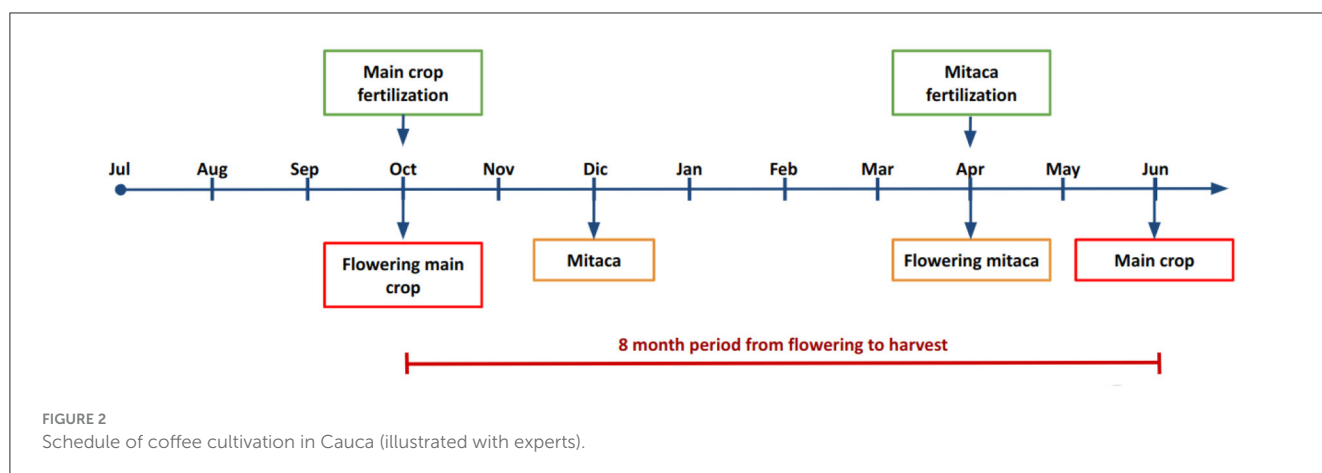 Main crop
fertilization
Mitaca
fertilization
Jul Aug Sep Oct Nov Dic Jan Feb Mar Apr May Jun
Flowering main
crop
Mitaca
Flowering mitaca
Main crop
8 month period from flowering to harvest
FIGURE 2
Schedule of coffee cultivation in Cauca (illustrated with experts).